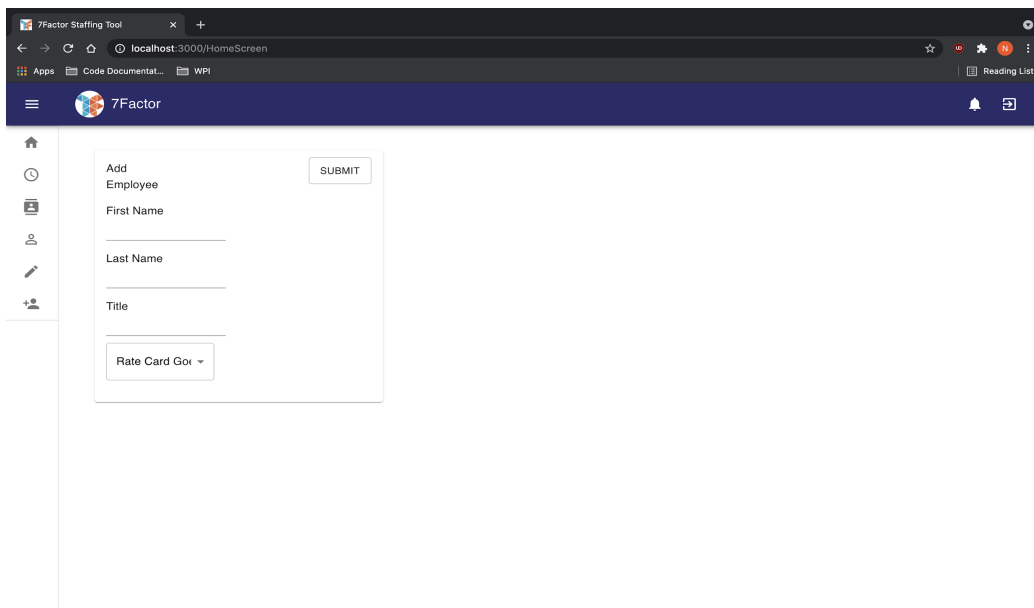 7Factor Staffing Tool
localhost:3000/HomeScreen
N
Apps Code Documentat... WPI Reading List
7Factor
Add
Employee
SUBMIT
First Name
Last Name
Title
Rate Card Goe